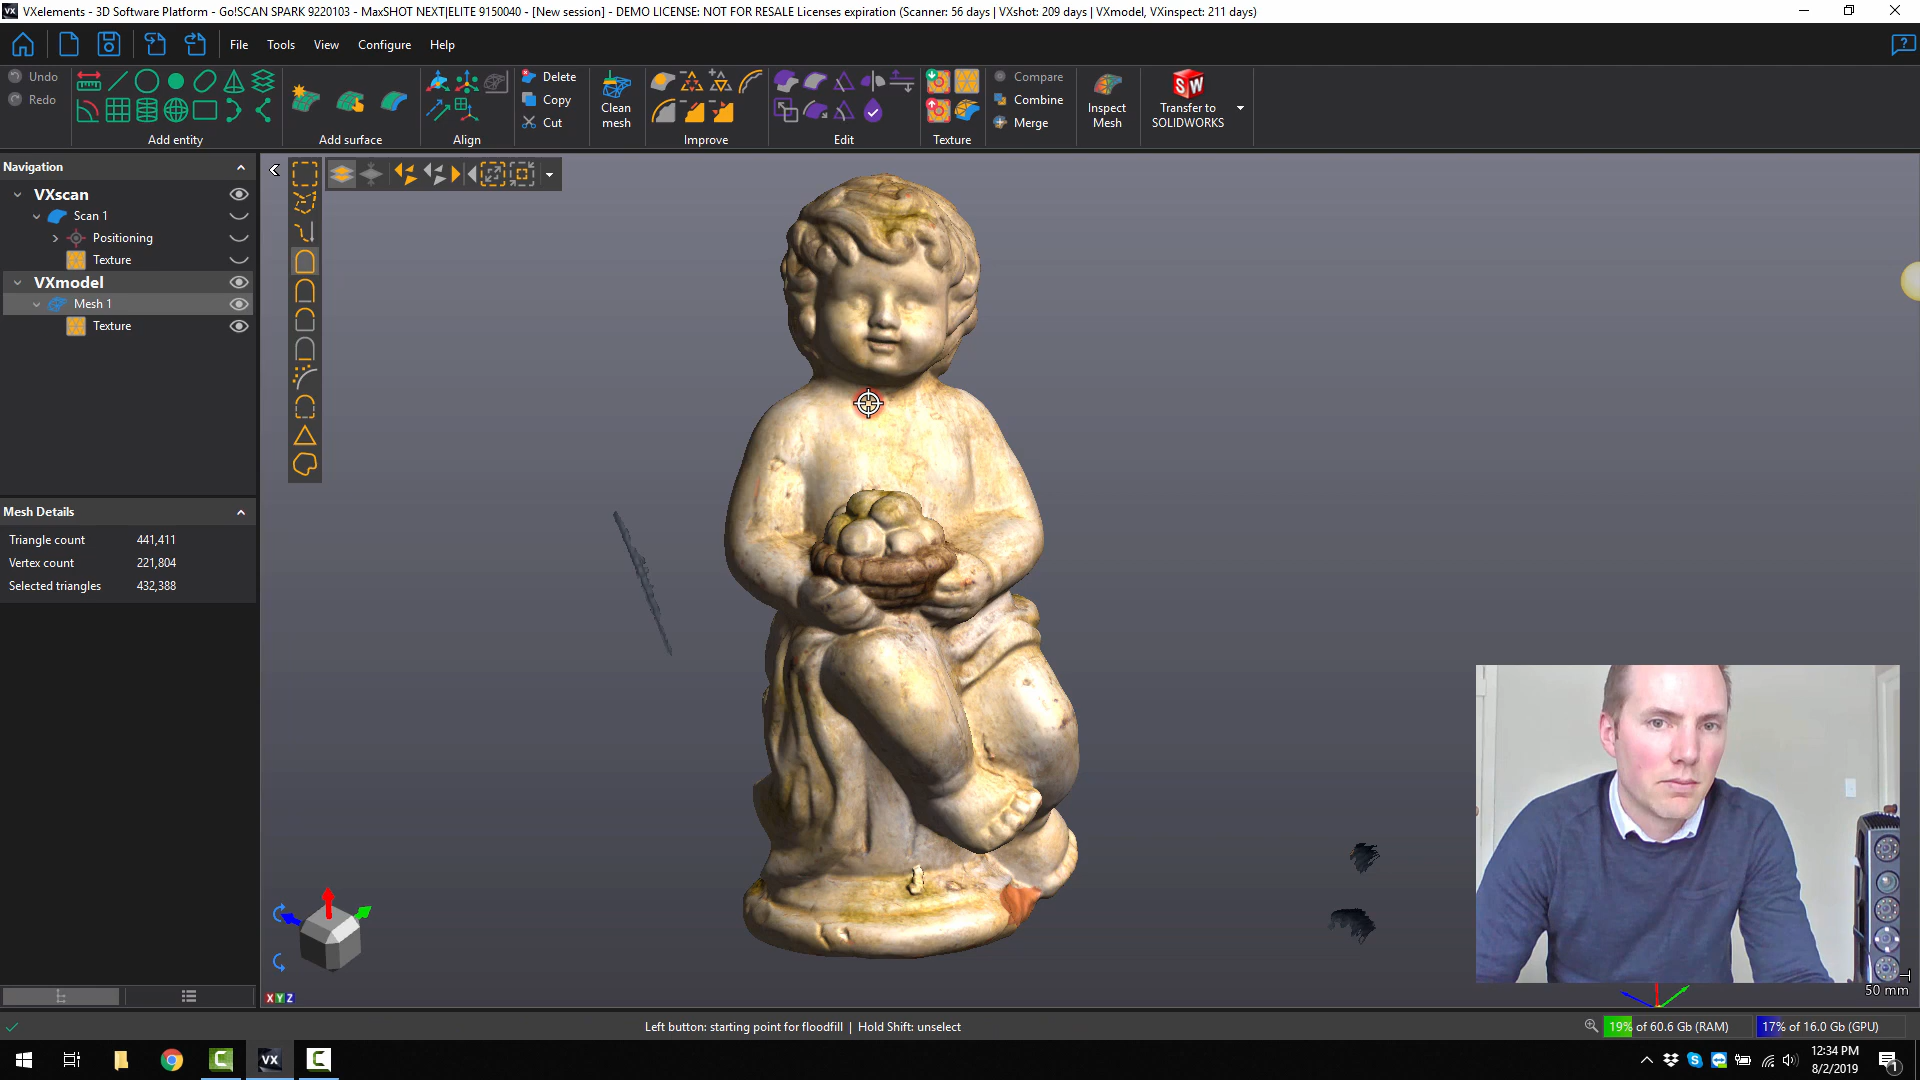 VX VXelements - 3D Software Platform - Go!SCAN SPARK 9220103 - MaxSHOT NEXT|ELITE 9150040 - [New session] - DEMO LICENSE: NOT FOR RESALE Licenses expiration (Scanner: 56 days | VXshot: 209 days | VXmodel, VXinspect: 211 days)
File Tools View Configure Help
Undo
Redo
Add entity
Add surface
Align
Delete
Copy
Cut
Clean
mesh
Improve
Edit
Texture
Compare
Combine
Merge
Inspect
Mesh
SW
Transfer to
SOLIDWORKS
Navigation
VXscan
Scan 1
Positioning
Texture
VXmodel
Mesh 1
Texture
Mesh Details
Triangle count 441,411
Vertex count 221,804
Selected triangles 432,388
XYZ
50 mm
Left button: starting point for floodfill | Hold Shift: unselect
19% of 60.6 Gb (RAM)
17% of 16.0 Gb (GPU)
VX
12:34 PM
8/2/2019
1